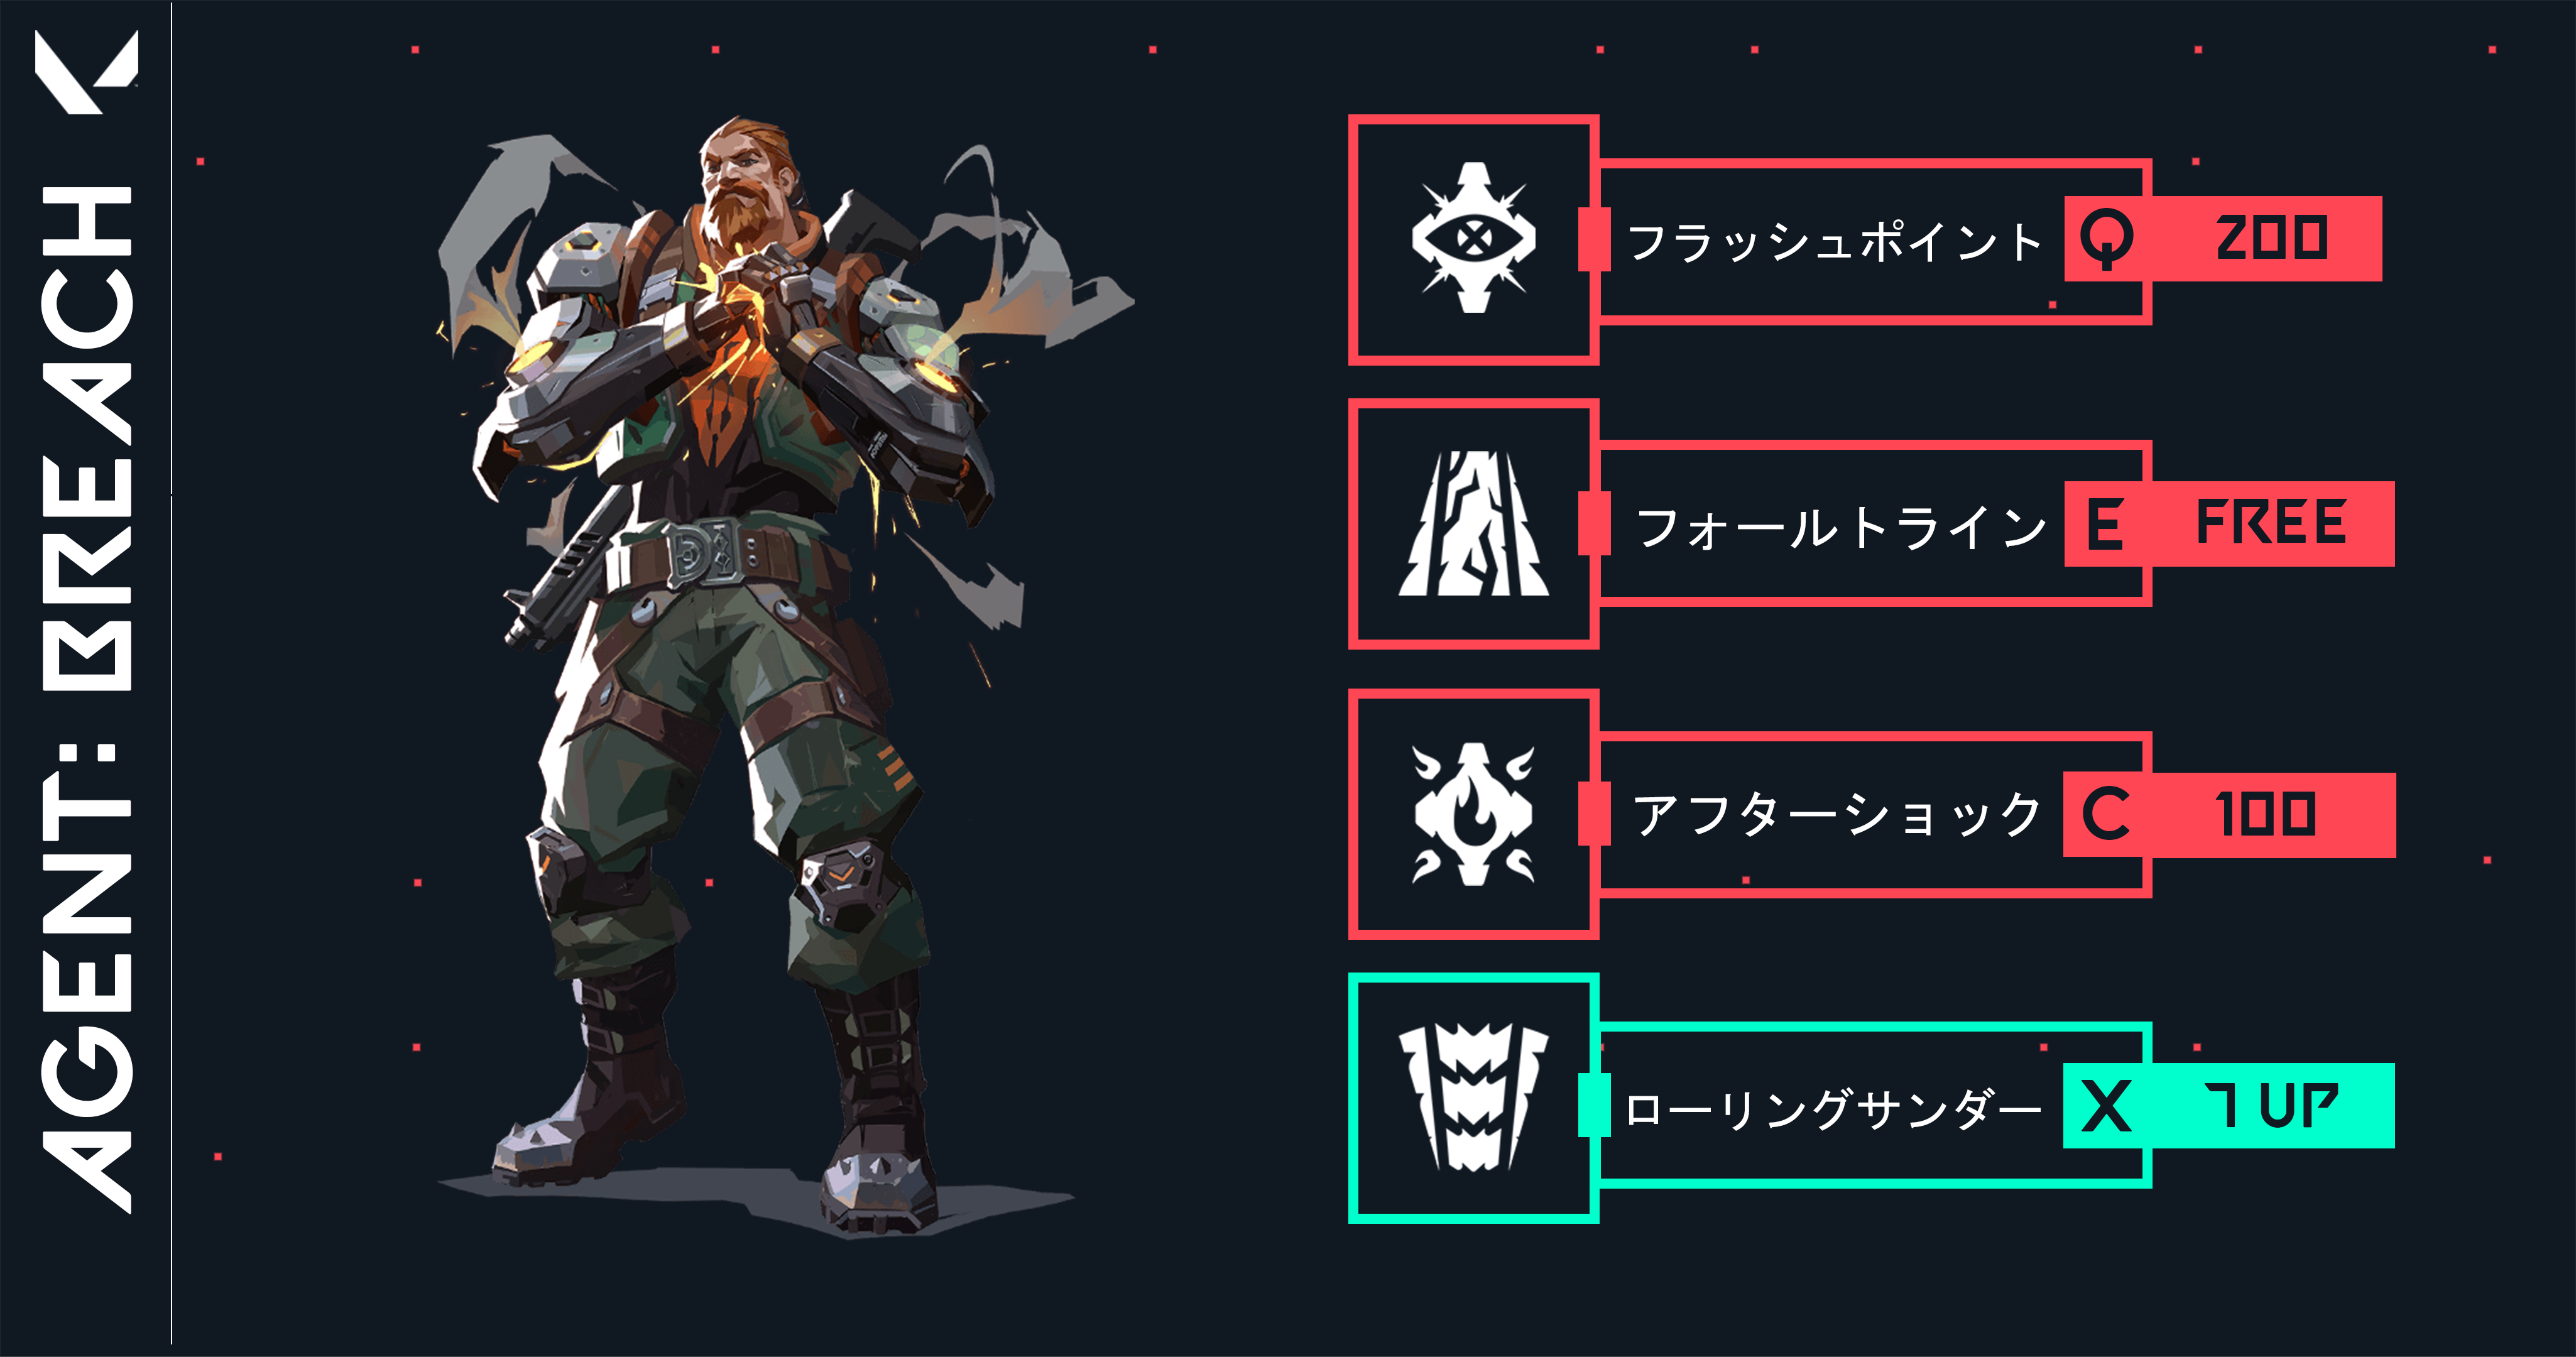 AGENT: BREACH
フラッシュポイント Q 200
フォールトライン E FREE
アフターショック C 100
ローリングサンダー X 7 UP